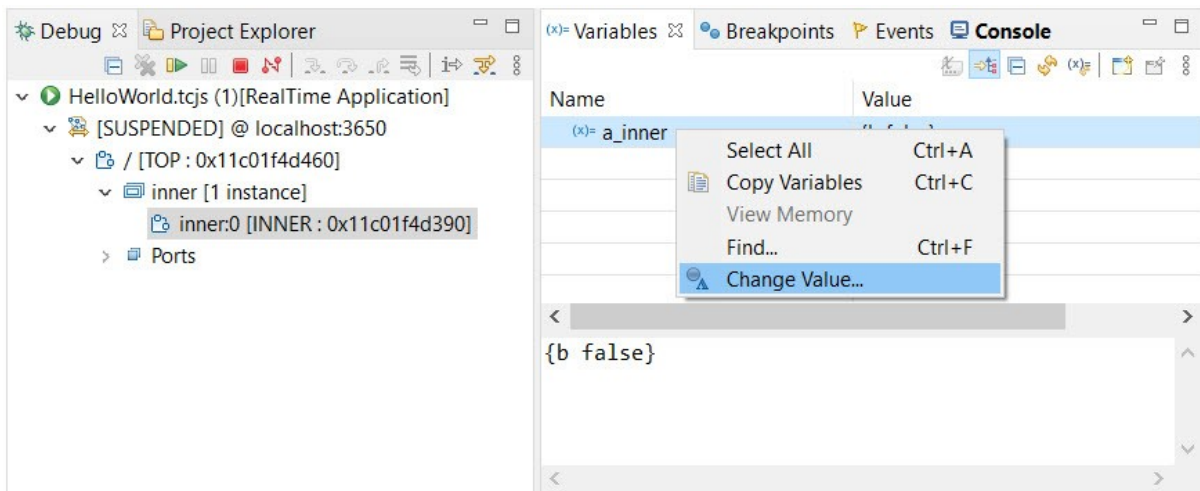 Debug Project Explorer
HelloWorld.tcjs (1)[RealTime Application]
[SUSPENDED] @ localhost:3650
/ [TOP : 0x11c01f4d460]
inner [1 instance]
inner:0 [INNER : 0x11c01f4d390]
Ports
(x)= Variables Breakpoints Events Console
Name Value
(x)= a_inner
Select All Ctrl+A
Copy Variables Ctrl+C
View Memory
Find... Ctrl+F
Change Value...
{b false}